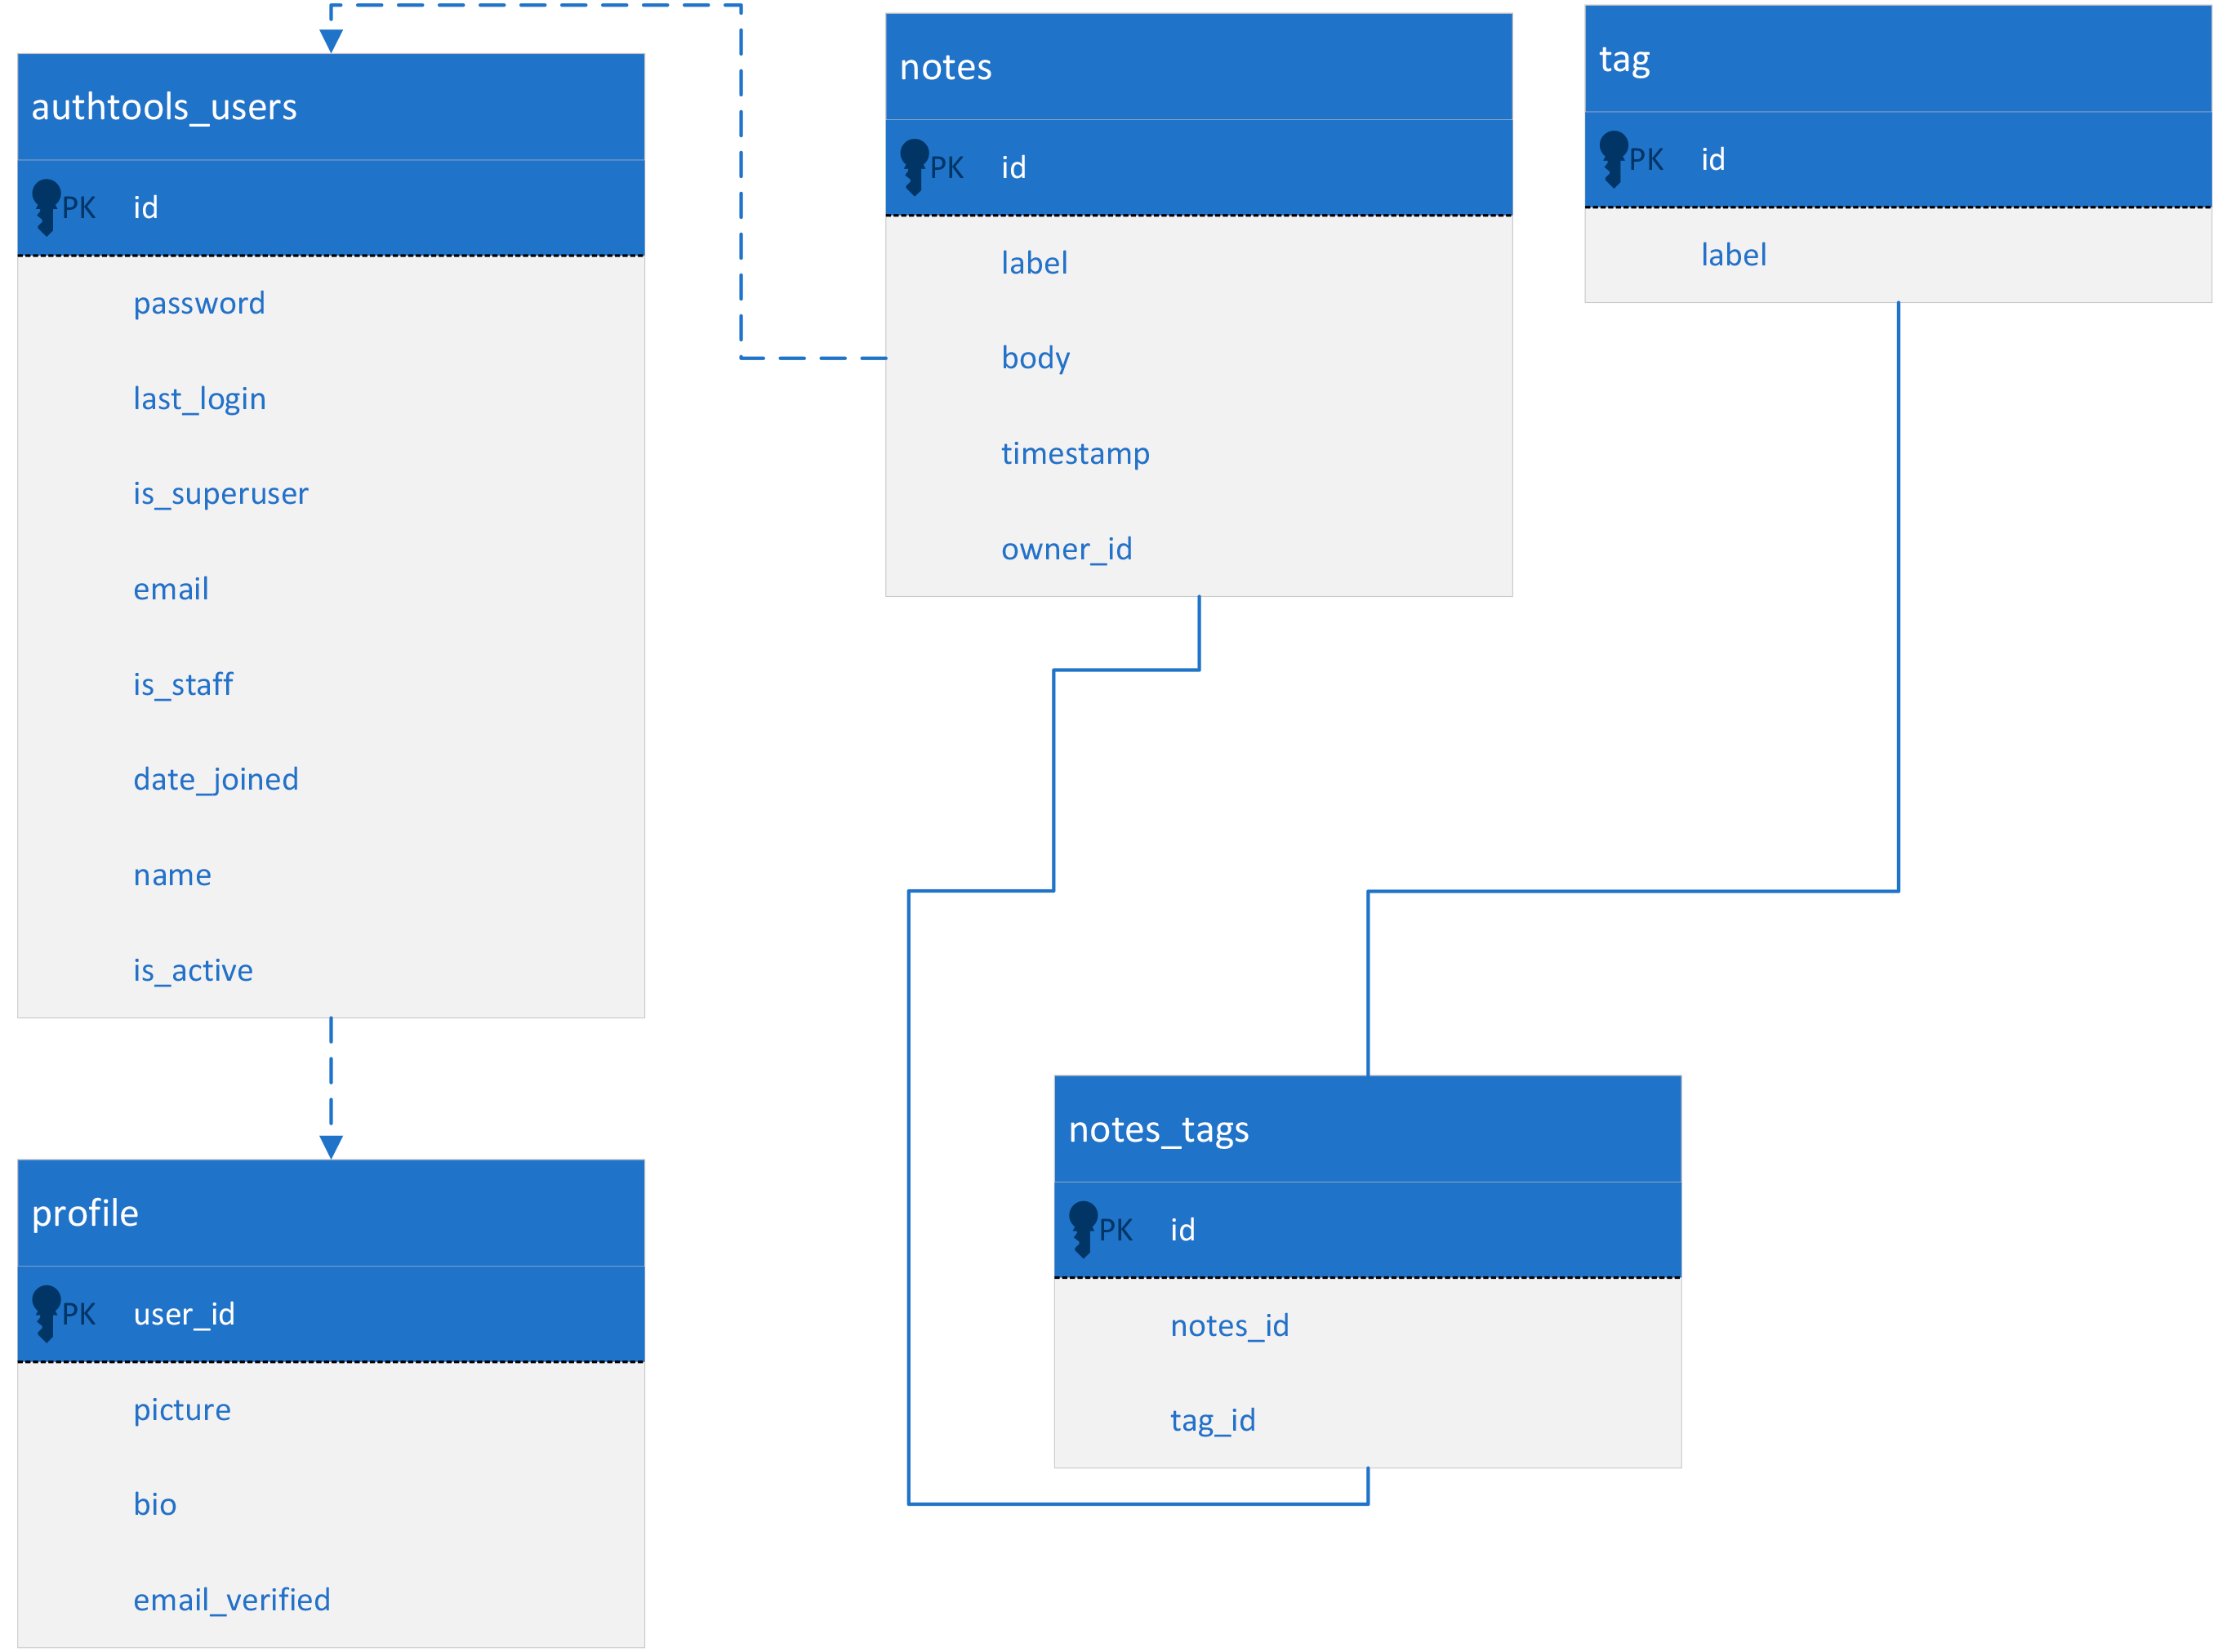 authtools_users
PK id
password
last_login
is_superuser
email
is_staff
date_joined
name
is_active
profile
PK user_id
picture
bio
email_verified
notes
PK id
label
body
timestamp
owner_id
tag
PK id
label
notes_tags
PK id
notes_id
tag_id